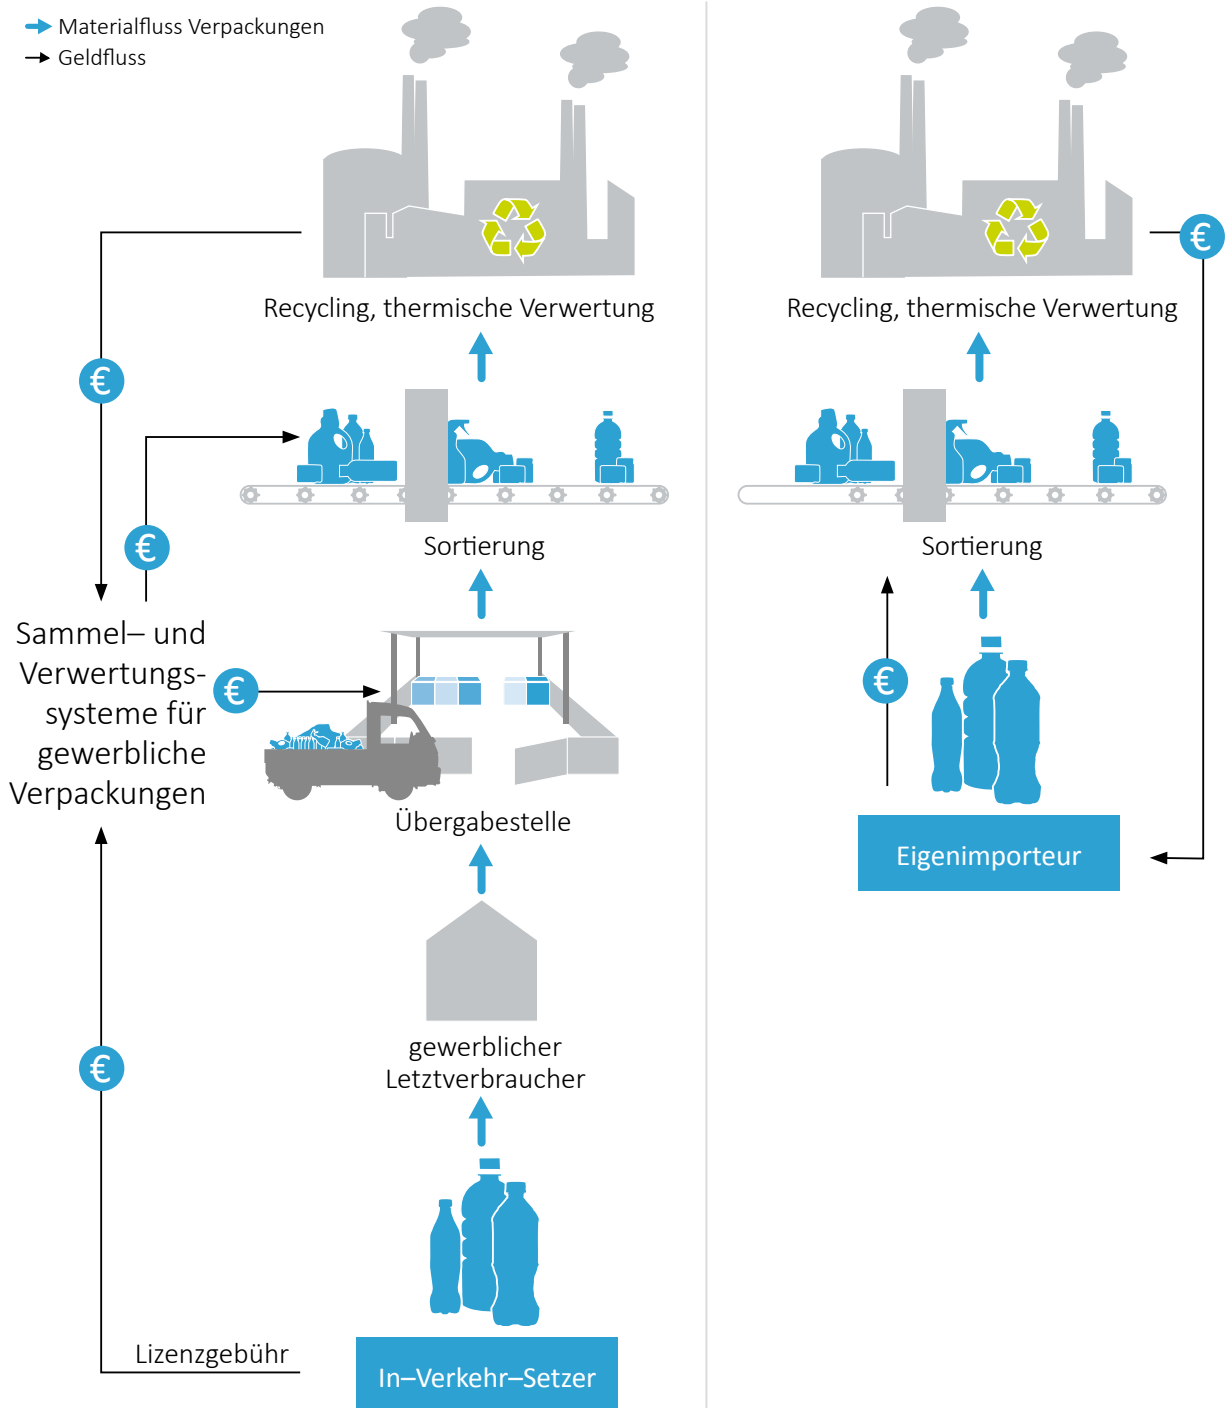 Materialfluss Verpackungen
Geldfluss
Recycling, thermische Verwertung
€
€
Sortierung
Sammel– und
Verwertungs-
systeme für
gewerbliche
Verpackungen
€
Übergabestelle
gewerblicher
Letztverbraucher
€
Lizenzgebühr
In–Verkehr–Setzer
€
Recycling, thermische Verwertung
Sortierung
€
Eigenimporteur